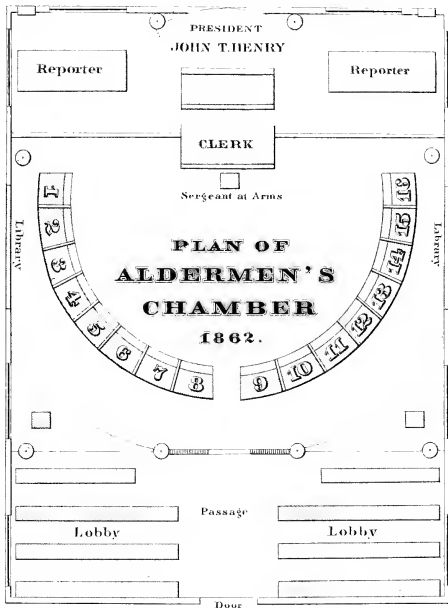 PRESIDENT
JOHN T. HENRY
Reporter
Reporter
CLERK
Sergeant at Arms
Library
Library
1
2
3
4
5
6
7
8
9
10
11
12
13
14
15
16
PLAN OF
ALDERMEN'S
CHAMBER
1862.
Passage
Lobby
Lobby
Door